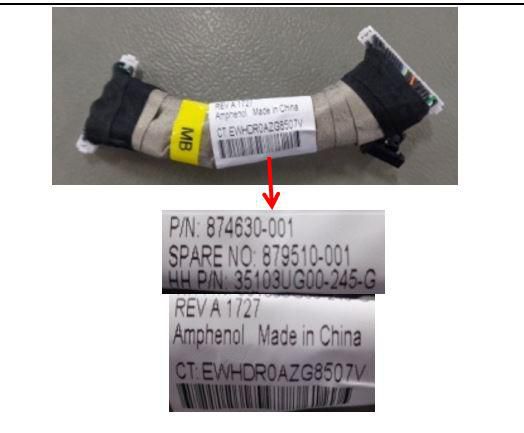 REV A 1727
Amphenol Made in China
CT: EWHDR0AZG8507V
MB
P/N: 874630-001
SPARE NO: 879510-001
HH P/N: 35103UG00-245-G
REV A 1727
Amphenol Made in China
CT: EWHDR0AZG8507V